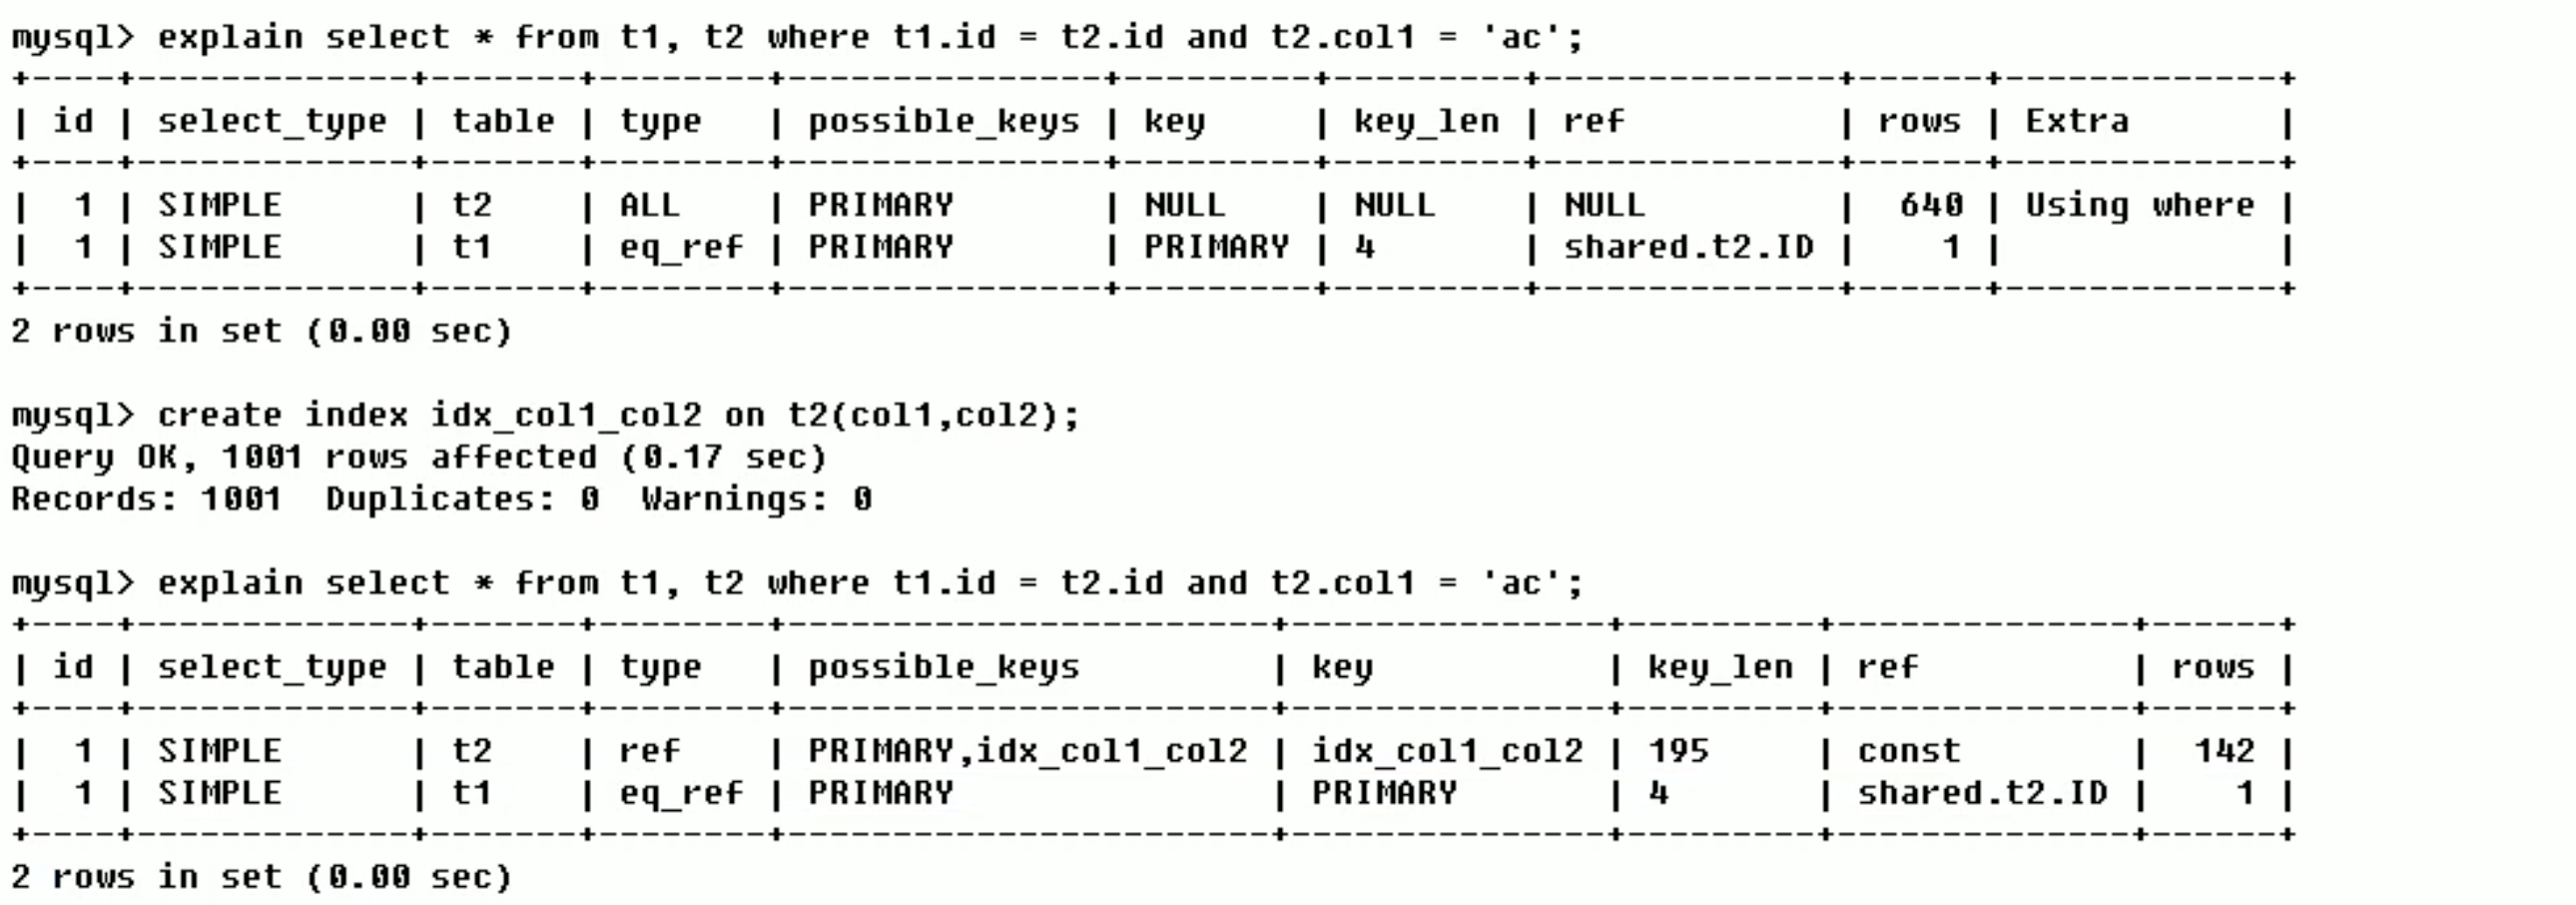 mysql> explain select * from t1, t2 where t1.id = t2.id and t2.col1 = 'ac';
+----+-------------+-------+--------+---------------+---------+---------+--------------+------+-------------+
| id | select_type | table | type   | possible_keys | key     | key_len | ref          | rows | Extra       |
+----+-------------+-------+--------+---------------+---------+---------+--------------+------+-------------+
|  1 | SIMPLE      | t2    | ALL    | PRIMARY       | NULL    | NULL    | NULL         |  640 | Using where |
|  1 | SIMPLE      | t1    | eq_ref | PRIMARY       | PRIMARY | 4       | shared.t2.ID |    1 |             |
+----+-------------+-------+--------+---------------+---------+---------+--------------+------+-------------+
2 rows in set (0.00 sec)
mysql> create index idx_col1_col2 on t2(col1,col2);
Query OK, 1001 rows affected (0.17 sec)
Records: 1001  Duplicates: 0  Warnings: 0
mysql> explain select * from t1, t2 where t1.id = t2.id and t2.col1 = 'ac';
+----+-------------+-------+--------+-----------------------+---------------+---------+--------------+------+
| id | select_type | table | type   | possible_keys         | key           | key_len | ref          | rows |
+----+-------------+-------+--------+-----------------------+---------------+---------+--------------+------+
|  1 | SIMPLE      | t2    | ref    | PRIMARY,idx_col1_col2 | idx_col1_col2 | 195     | const        |  142 |
|  1 | SIMPLE      | t1    | eq_ref | PRIMARY               | PRIMARY       | 4       | shared.t2.ID |    1 |
+----+-------------+-------+--------+-----------------------+---------------+---------+--------------+------+
2 rows in set (0.00 sec)